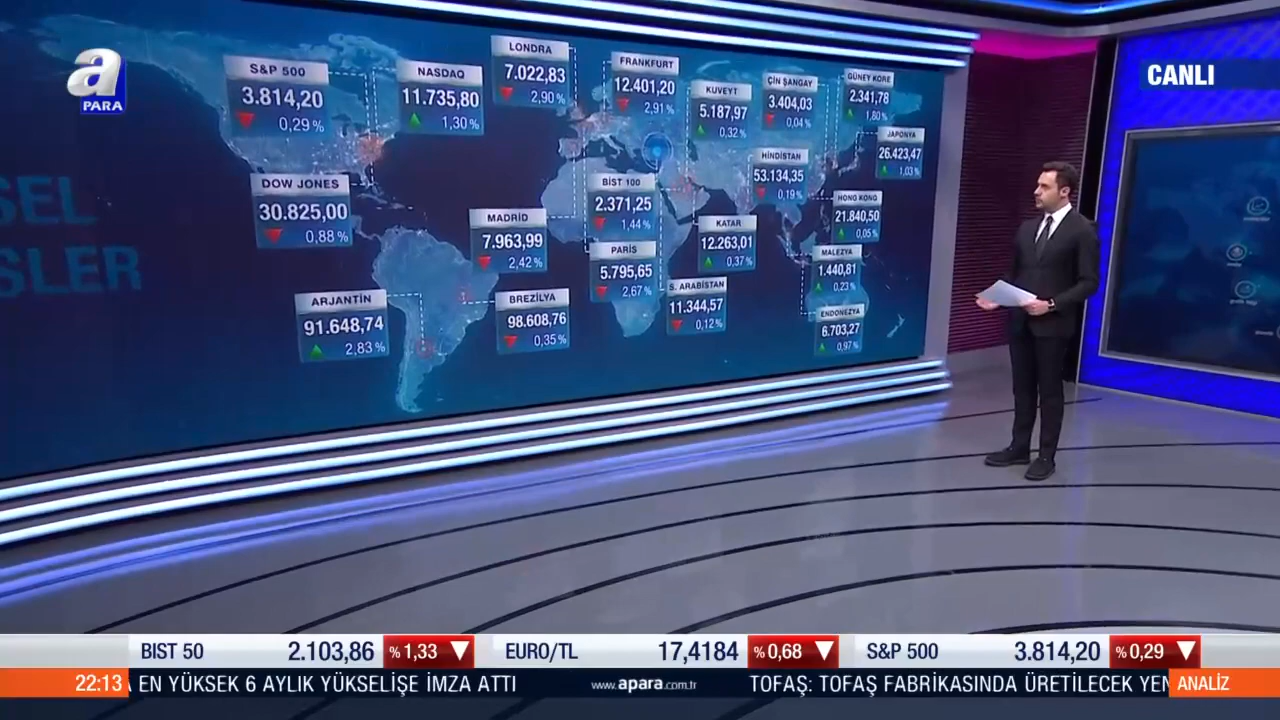 a
PARA
CANLI
SEL
SLER
S&P 500
3.814,20
0,29 %
NASDAQ
11.735,80
1,30 %
LONDRA
7.022,83
2,90 %
FRANKFURT
12.401,20
2,91 %
KUVEYT
5.187,97
0,32 %
ÇİN ŞANGAY
3.404,03
0,04 %
GÜNEY KORE
2.341,78
1,80 %
JAPONYA
26.423,47
1,03 %
DOW JONES
30.825,00
0,88 %
MADRİD
7.963,99
2,42 %
BİST 100
2.371,25
1,44 %
HİNDİSTAN
53.134,35
0,19 %
HONG KONG
21.840,50
0,05 %
PARİS
5.795,65
2,67 %
KATAR
12.263,01
0,37 %
MALEZYA
1.440,81
0,23 %
ARJANTİN
91.648,74
2,83 %
BREZİLYA
98.608,76
0,35 %
S. ARABİSTAN
11.344,57
0,12 %
ENDONEZYA
6.703,27
0,97 %
BIST 50 2.103,86 %1,33 EURO/TL 17,4184 %0,68 S&P 500 3.814,20 %0,29
22:13 A EN YÜKSEK 6 AYLIK YÜKSELİŞE İMZA ATTI www.apara.com.tr TOFAŞ: TOFAŞ FABRİKASINDA ÜRETİLECEK YEN ANALİZ